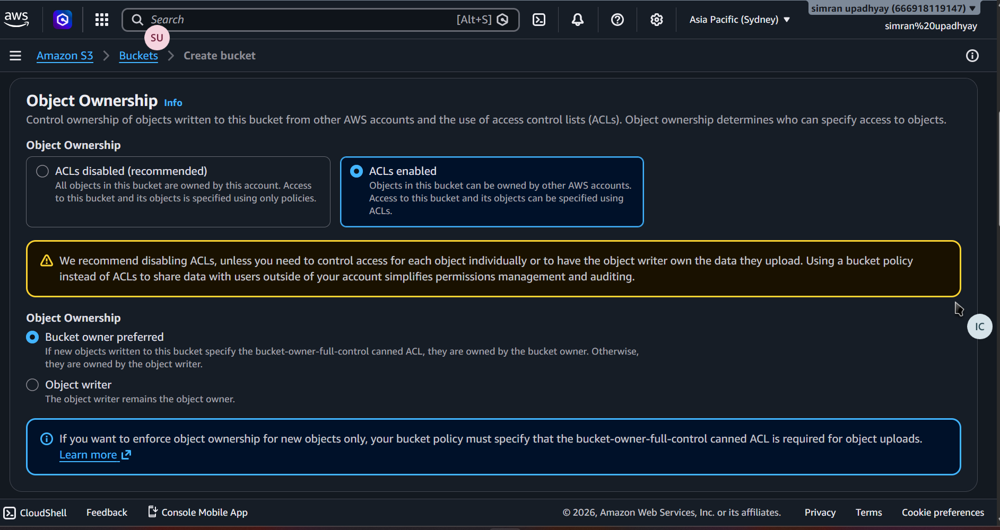 aws
Search
[Alt+S]
Asia Pacific (Sydney)
simran upadhyay (666918119147)
simran%20upadhyay
SU
Amazon S3
Buckets
Create bucket
Object Ownership Info
Control ownership of objects written to this bucket from other AWS accounts and the use of access control lists (ACLs). Object ownership determines who can specify access to objects.
Object Ownership
ACLs disabled (recommended)
All objects in this bucket are owned by this account. Access
to this bucket and its objects is specified using only policies.
ACLs enabled
Objects in this bucket can be owned by other AWS accounts.
Access to this bucket and its objects can be specified using
ACLs.
We recommend disabling ACLs, unless you need to control access for each object individually or to have the object writer own the data they upload. Using a bucket policy
instead of ACLs to share data with users outside of your account simplifies permissions management and auditing.
IC
Object Ownership
Bucket owner preferred
If new objects written to this bucket specify the bucket-owner-full-control canned ACL, they are owned by the bucket owner. Otherwise,
they are owned by the object writer.
Object writer
The object writer remains the object owner.
If you want to enforce object ownership for new objects only, your bucket policy must specify that the bucket-owner-full-control canned ACL is required for object uploads.
Learn more
CloudShell
Feedback
Console Mobile App
© 2026, Amazon Web Services, Inc. or its affiliates.
Privacy
Terms
Cookie preferences